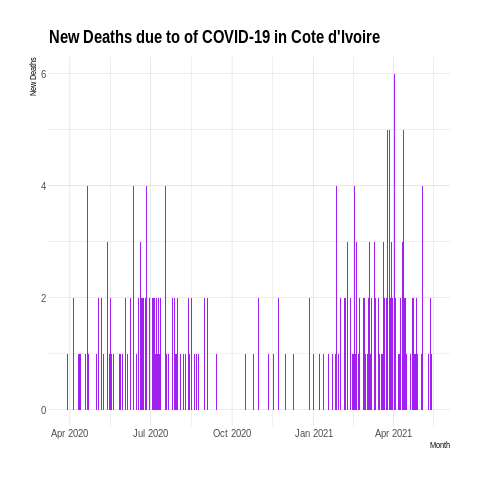 New Deaths due to of COVID-19 in Cote d'Ivoire
New Deaths
6
4
2
0
Apr 2020 Jul 2020 Oct 2020 Jan 2021 Apr 2021
Month